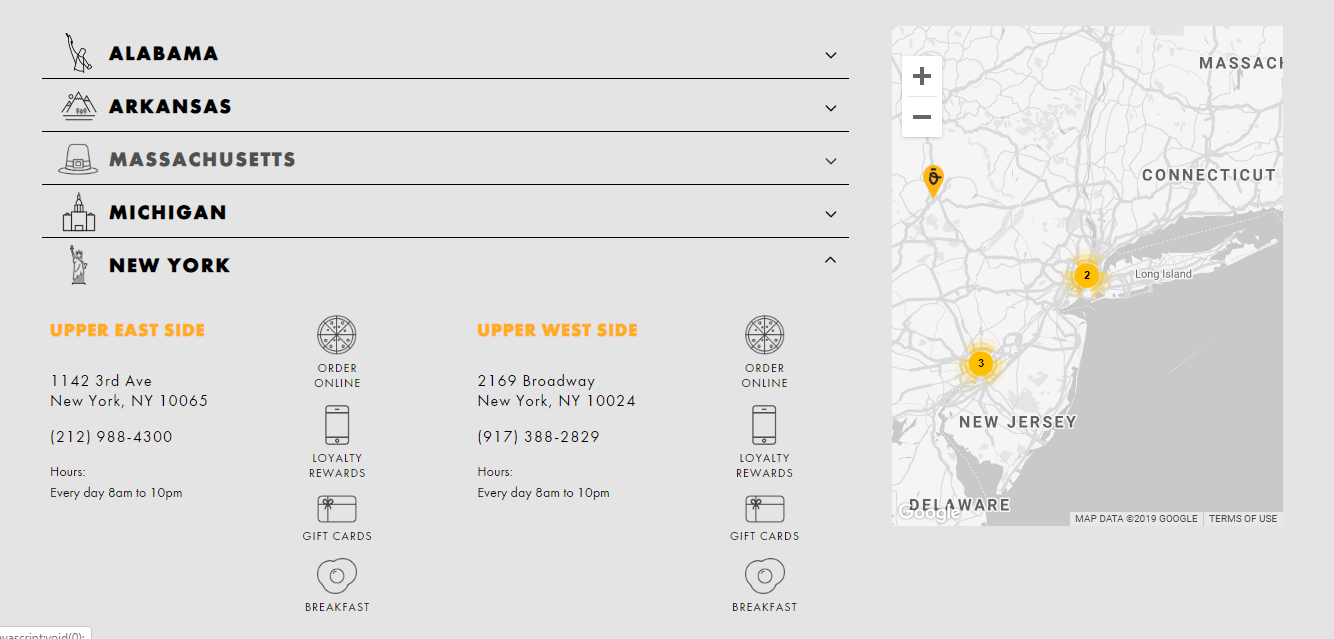 ALABAMA
ARKANSAS
MASSACHUSETTS
MICHIGAN
NEW YORK
UPPER EAST SIDE
1142 3rd Ave
New York, NY 10065
(212) 988-4300
Hours:
Every day 8am to 10pm
ORDER
ONLINE
LOYALTY
REWARDS
GIFT CARDS
BREAKFAST
UPPER WEST SIDE
2169 Broadway
New York, NY 10024
(917) 388-2829
Hours:
Every day 8am to 10pm
ORDER
ONLINE
LOYALTY
REWARDS
GIFT CARDS
BREAKFAST
MASSACH
CONNECTICUT
2
Long Island
3
NEW JERSEY
DELAWARE
Google
MAP DATA ©2019 GOOGLE
TERMS OF USE
avascript:void(0);